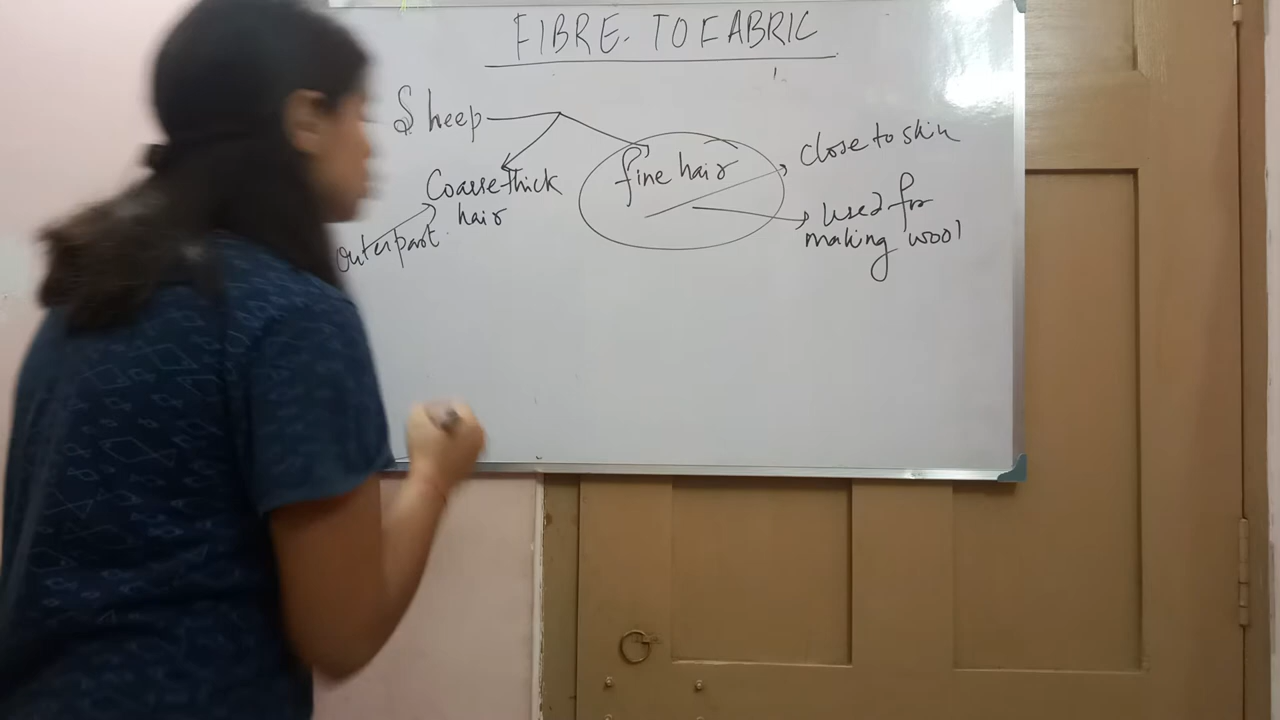 FIBRE. TO FABRIC
Sheep
fine hair
close to skin
Coarse thick
hair
used for
making wool
outerpart.